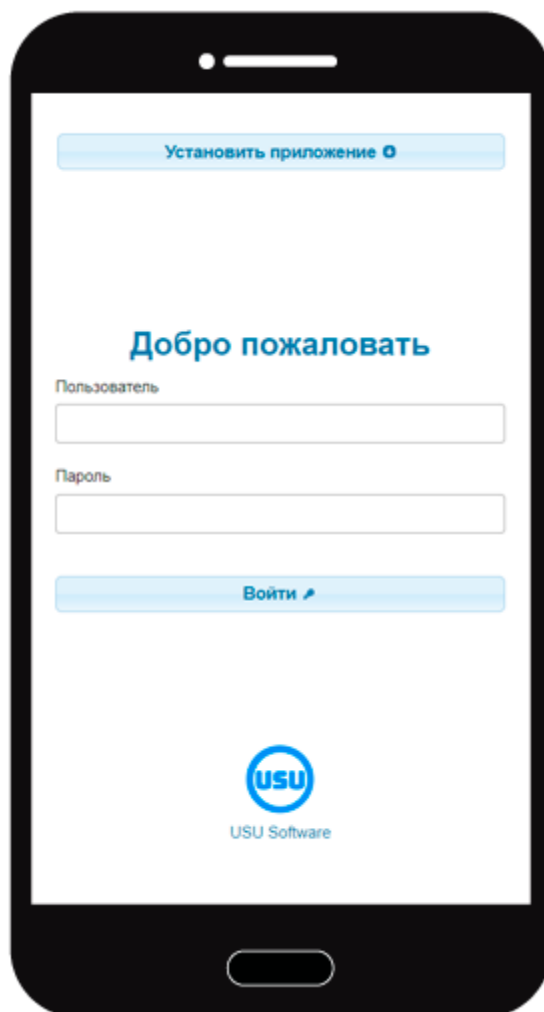 Установить приложение
Добро пожаловать
Пользователь
Пароль
Войти
USU
USU Software